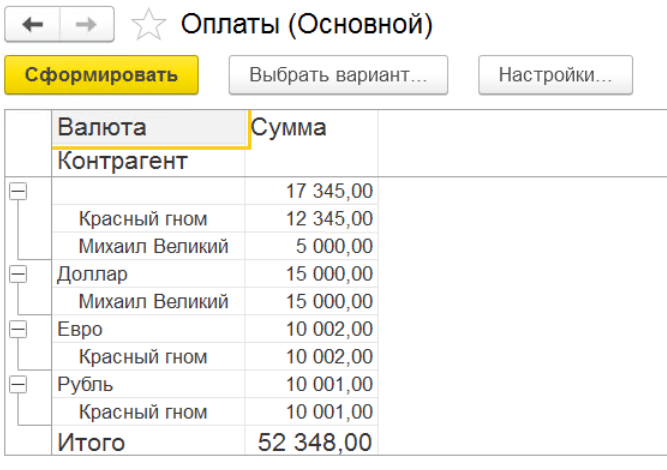 Оплаты (Основной)
Сформировать Выбрать вариант... Настройки...
Валюта Сумма
Контрагент
17 345,00
Красный гном 12 345,00
Михаил Великий 5 000,00
Доллар 15 000,00
Михаил Великий 15 000,00
Евро 10 002,00
Красный гном 10 002,00
Рубль 10 001,00
Красный гном 10 001,00
Итого 52 348,00